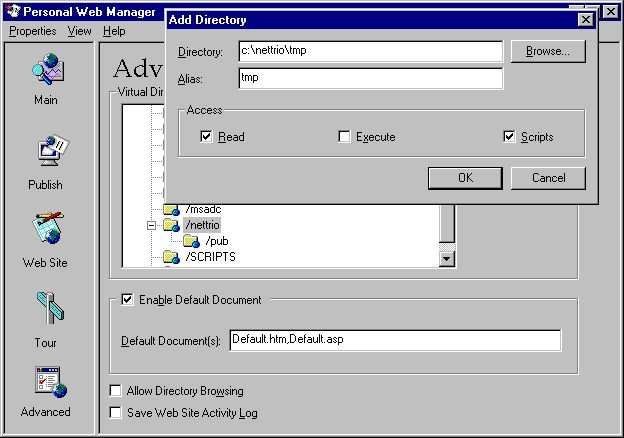 Personal Web Manager
Properties View Help
Add Directory
Directory: c:\nettrio\tmp Browse...
Alias: tmp
Access
Read Execute Scripts
OK Cancel
Main
Publish
Web Site
Tour
Advanced
Adv
Virtual Dir
/msadc
/nettrio
/pub
/SCRIPTS
Enable Default Document
Default Document(s): Default.htm,Default.asp
Allow Directory Browsing
Save Web Site Activity Log